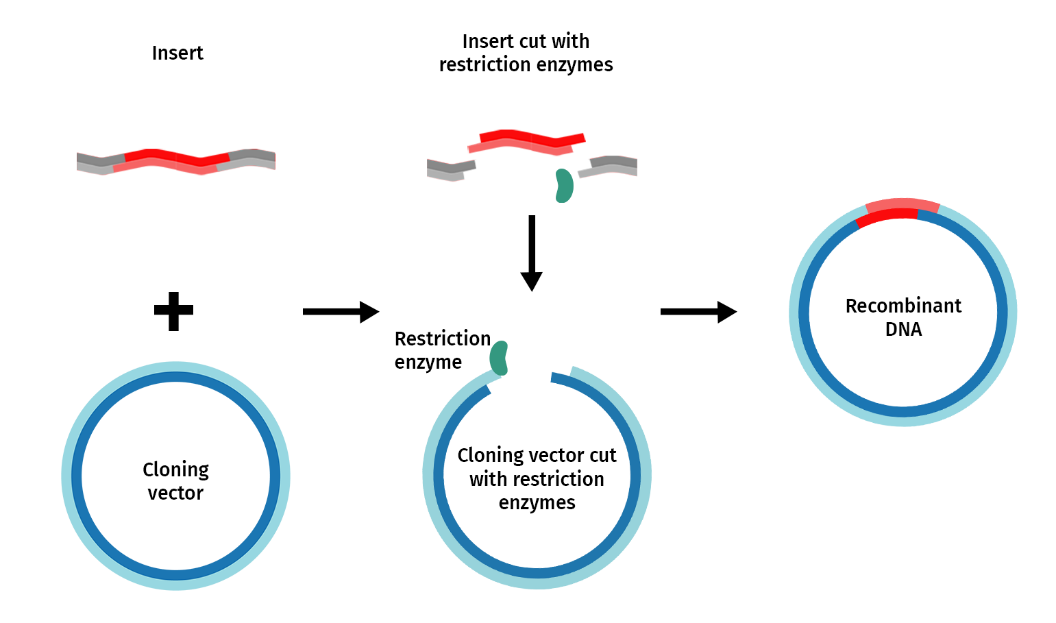 Insert
Insert cut with
restriction enzymes
Restriction
enzyme
Cloning
vector
Cloning vector cut
with restriction
enzymes
Recombinant
DNA